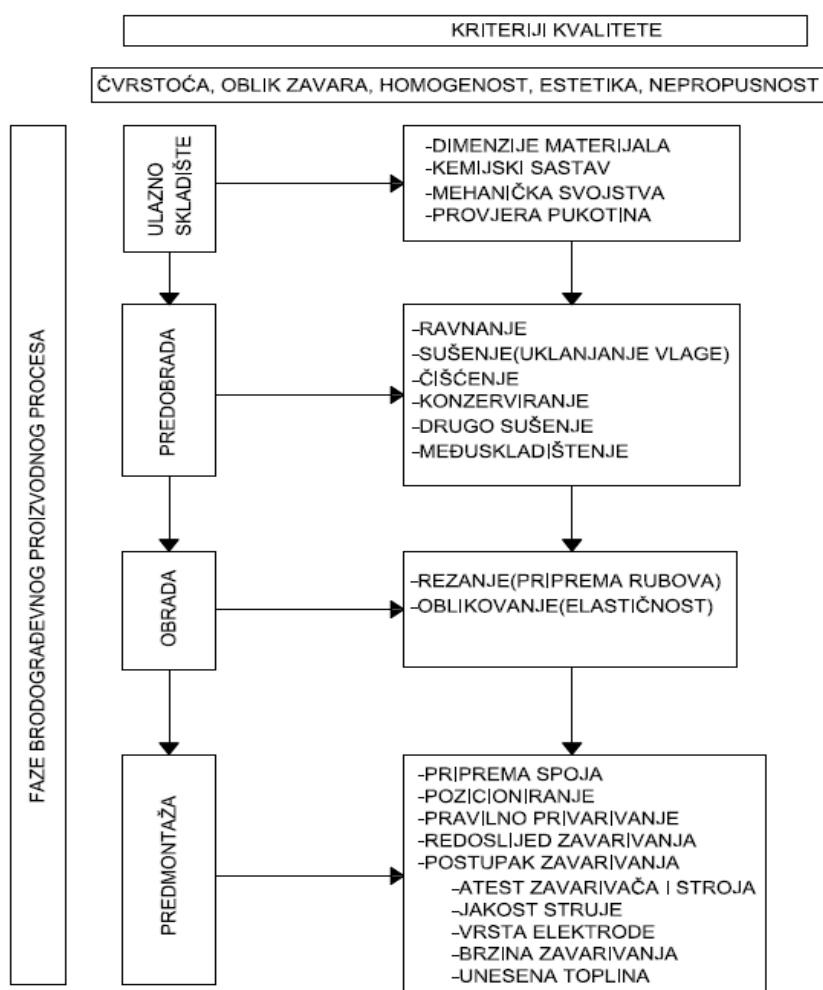 KRITERIJI KVALITETE
ČVRSTOĆA, OBLIK ZAVARA, HOMOGENOST, ESTETIKA, NEPROPUSNOST
FAZE BRODOGRAĐEVNOG PROIZVODNOG PROCESA
ULAZNO
SKLADIŠTE
-DIMENZIJE MATERIJALA
-KEMIJSKI SASTAV
-MEHANIČKA SVOJSTVA
-PROVJERA PUKOTINA
PREDOBRADA
-RAVNANJE
-SUŠENJE(UKLANJANJE VLAGE)
-ČIŠĆENJE
-KONZERVIRANJE
-DRUGO SUŠENJE
-MEĐUSKLADIŠTENJE
OBRADA
-REZANJE(PRIPREMA RUBOVA)
-OBLIKOVANJE(ELASTIČNOST)
PREDMONTAŽA
-PRIPREMA SPOJA
-POZICIONIRANJE
-PRAVILNO PRIVARIVANJE
-REDOSLIJED ZAVARIVANJA
-POSTUPAK ZAVARIVANJA
-ATEST ZAVARIVAČA I STROJA
-JAKOST STRUJE
-VRSTA ELEKTRODE
-BRZINA ZAVARIVANJA
-UNESENA TOPLINA